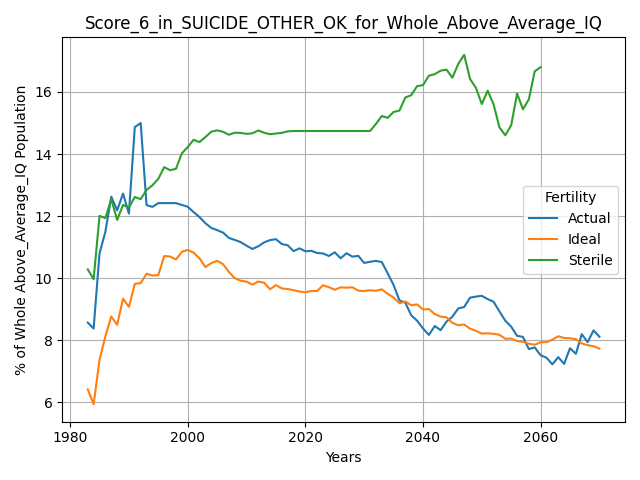 Score_6_in_SUICIDE_OTHER_OK_for_Whole_Above_Average_IQ
% of Whole Above_Average_IQ Population
16
14
12
10
8
6
Fertility
Actual
Ideal
Sterile
1980
2000
2020
2040
2060
Years